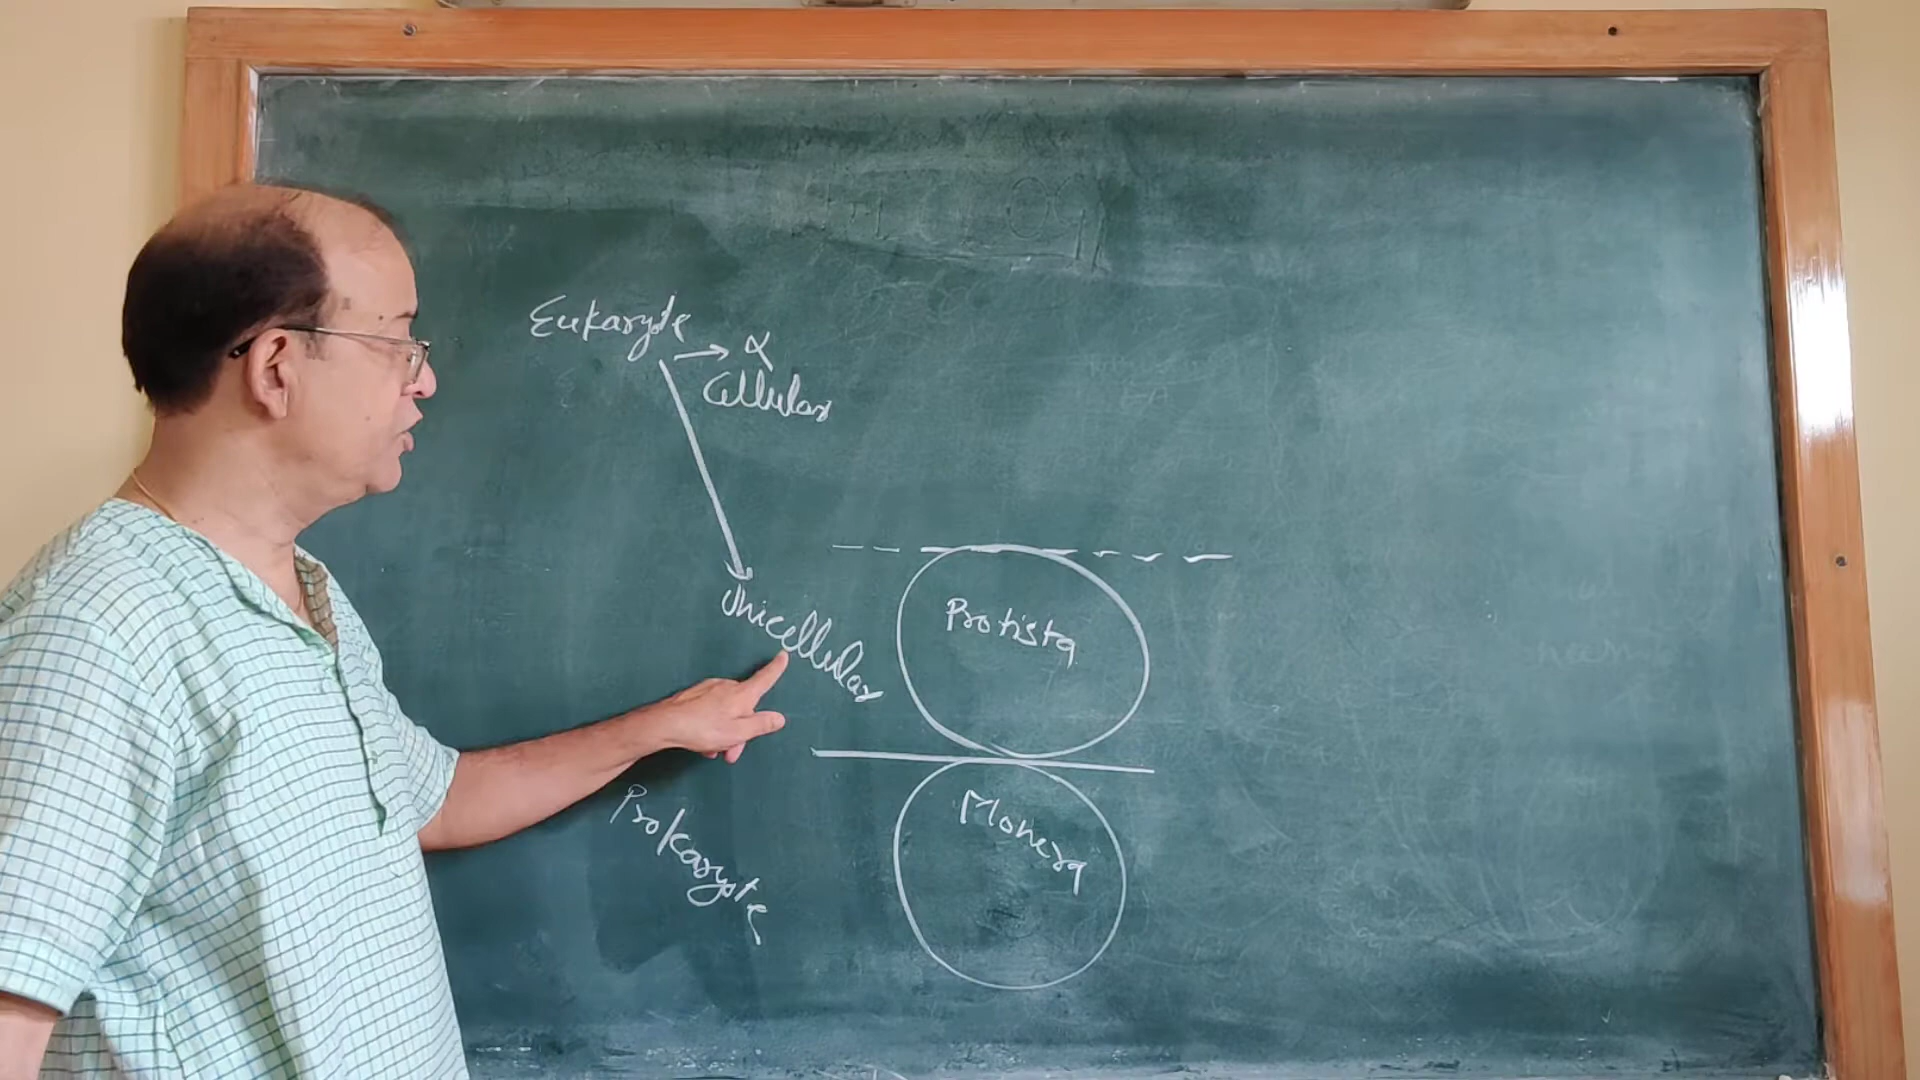 Eukaryote
α
Cellular
Unicellular
Protista
Monera
Prokaryote